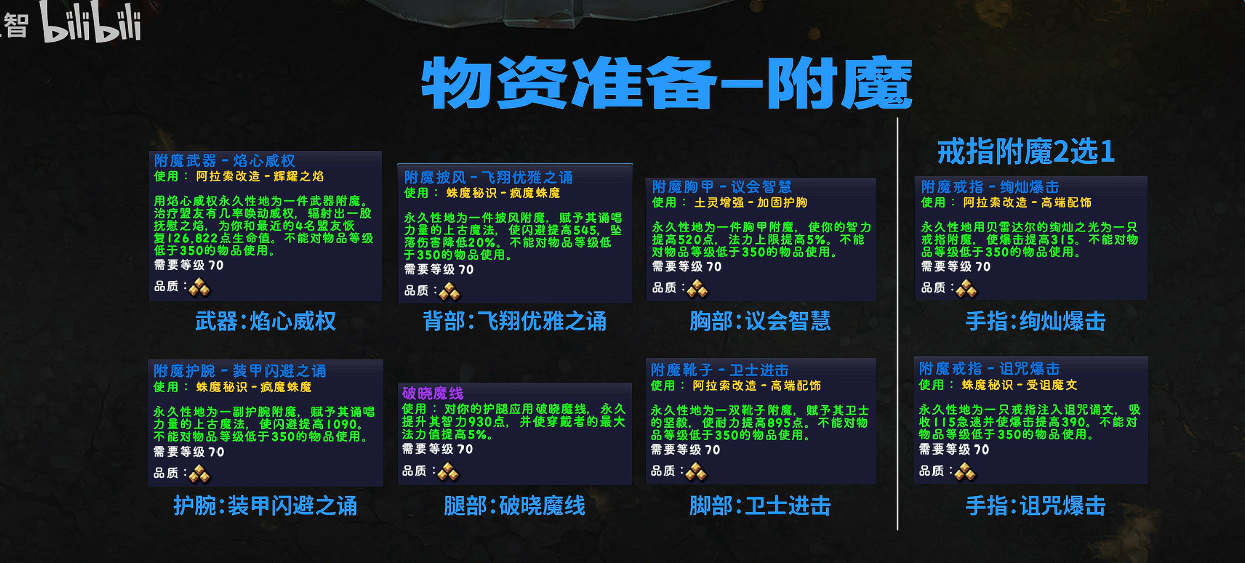 智 bilibili
物资准备-附魔
附魔武器 - 焰心威权
使用： 阿拉索改造 - 辉耀之焰
用焰心威权永久性地为一件武器附魔。
治疗盟友有几率唤动威权，辐射出一股
抚慰之焰，为你和最近的4名盟友恢
复126,822点生命值。不能对物品等级
低于350的物品使用。
需要等级 70
品质：
武器:焰心威权
附魔披风 - 飞翔优雅之诵
使用： 蛛魔秘识 - 疯魔蛛魔
永久性地为一件披风附魔，赋予其诵唱
力量的上古魔法，使闪避提高545，坠
落伤害降低20%。不能对物品等级低
于350的物品使用。
需要等级 70
品质：
背部:飞翔优雅之诵
附魔胸甲 - 议会智慧
使用： 土灵增强 - 加固护胸
永久性地为一件胸甲附魔，使你的智力
提高520点，法力上限提高5%。不能
对物品等级低于350的物品使用。
需要等级 70
品质：
胸部:议会智慧
戒指附魔2选1
附魔戒指 - 绚灿爆击
使用： 阿拉索改造 - 高端配饰
永久性地用贝雷达尔的绚灿之光为一只
戒指附魔，使爆击提高315。不能对物
品等级低于350的物品使用。
需要等级 70
品质：
手指:绚灿爆击
附魔护腕 - 装甲闪避之诵
使用： 蛛魔秘识 - 疯魔蛛魔
永久性地为一副护腕附魔，赋予其诵唱
力量的上古魔法，使闪避提高1090。
不能对物品等级低于350的物品使用。
需要等级 70
品质：
护腕:装甲闪避之诵
破晓魔线
使用：对你的护腿应用破晓魔线，永久
提升其智力930点，并使穿戴者的最大
法力值提高5%。
需要等级 70
品质：
腿部:破晓魔线
附魔靴子 - 卫士进击
使用： 阿拉索改造 - 高端配饰
永久性地为一双靴子附魔，赋予其卫士
的坚毅，使耐力提高895点。不能对物
品等级低于350的物品使用。
需要等级 70
品质：
脚部:卫士进击
附魔戒指 - 诅咒爆击
使用： 蛛魔秘识 - 受诅魔文
永久性地为一只戒指注入诅咒诵文，吸
收115急速并使爆击提高390。不能对物
品等级低于350的物品使用。
需要等级 70
品质：
手指:诅咒爆击